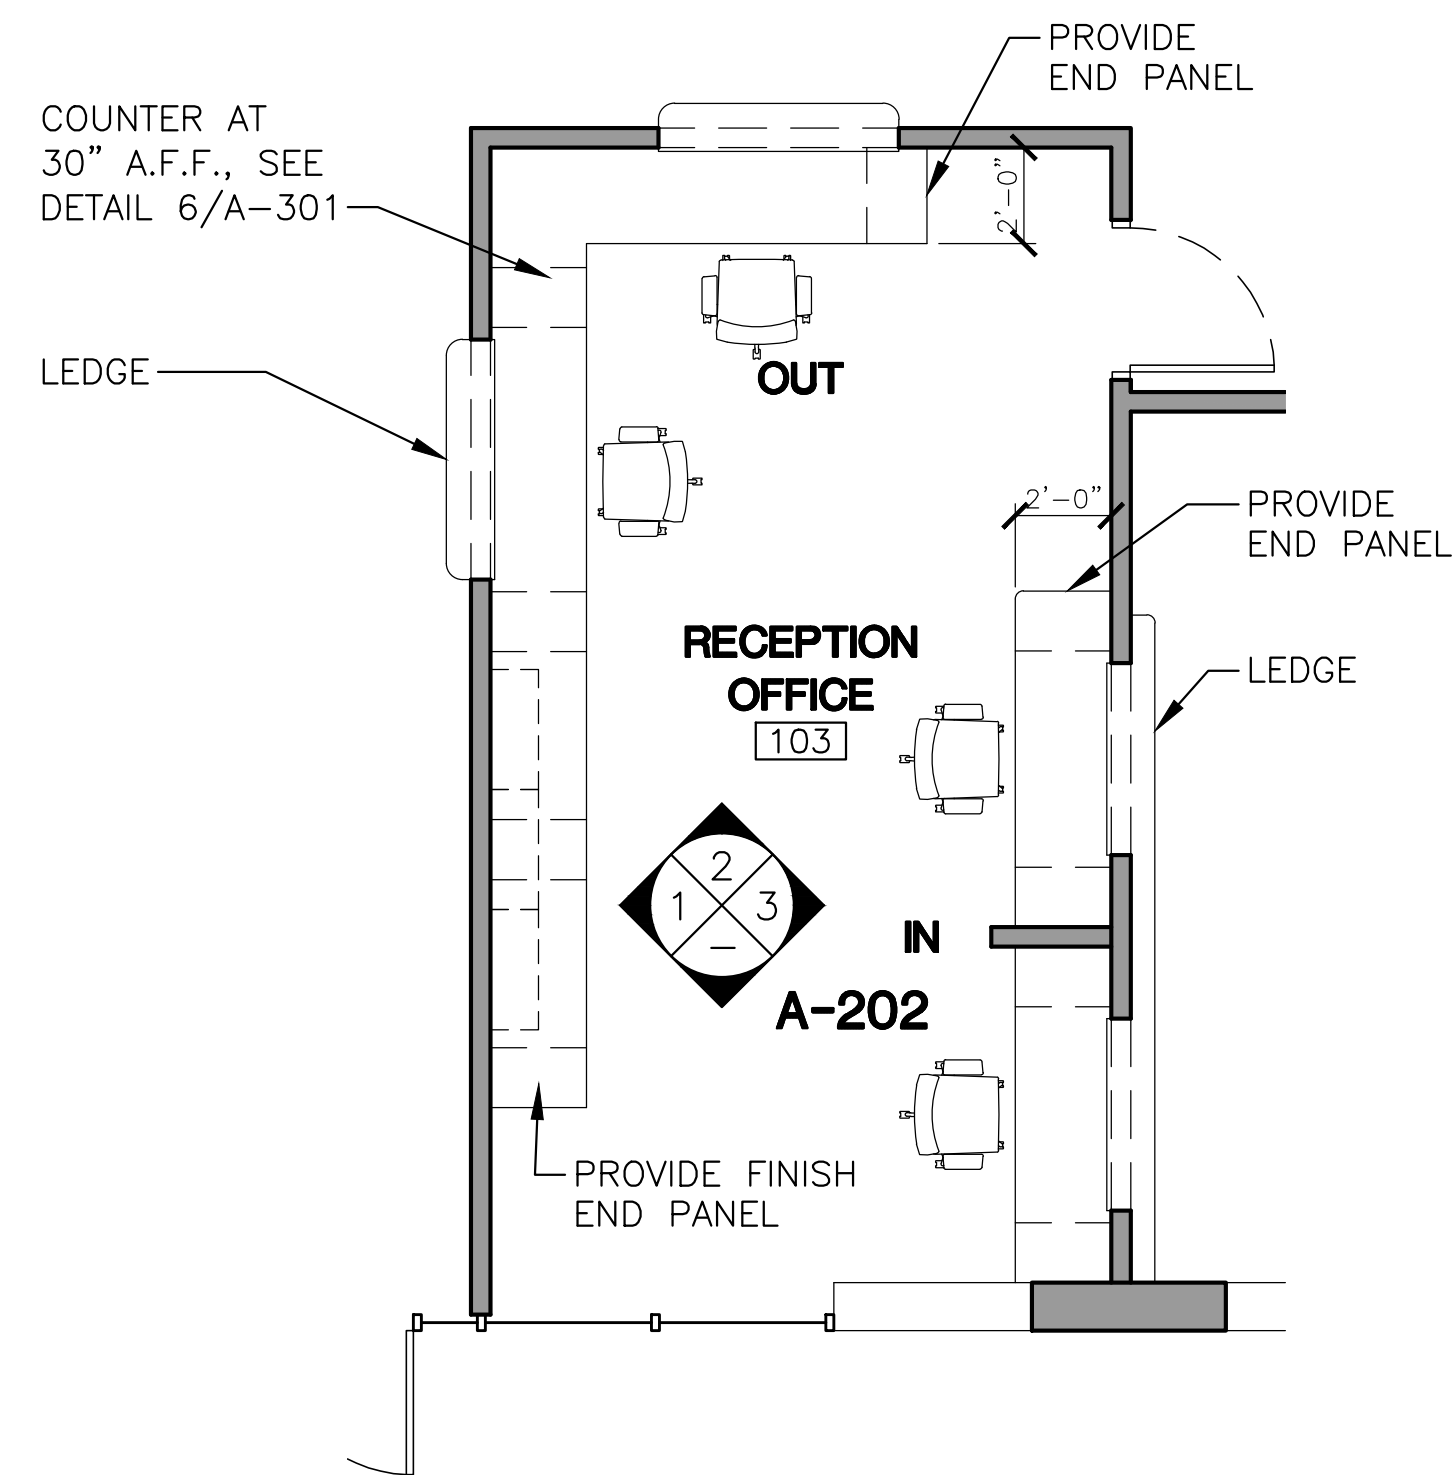 PROVIDE
END PANEL
COUNTER AT
30" A.F.F., SEE
DETAIL 6/A-301
2'-0"
LEDGE
OUT
2'-0"
PROVIDE
END PANEL
RECEPTION
OFFICE
103
LEDGE
2
1 3
–
IN
A-202
PROVIDE FINISH
END PANEL